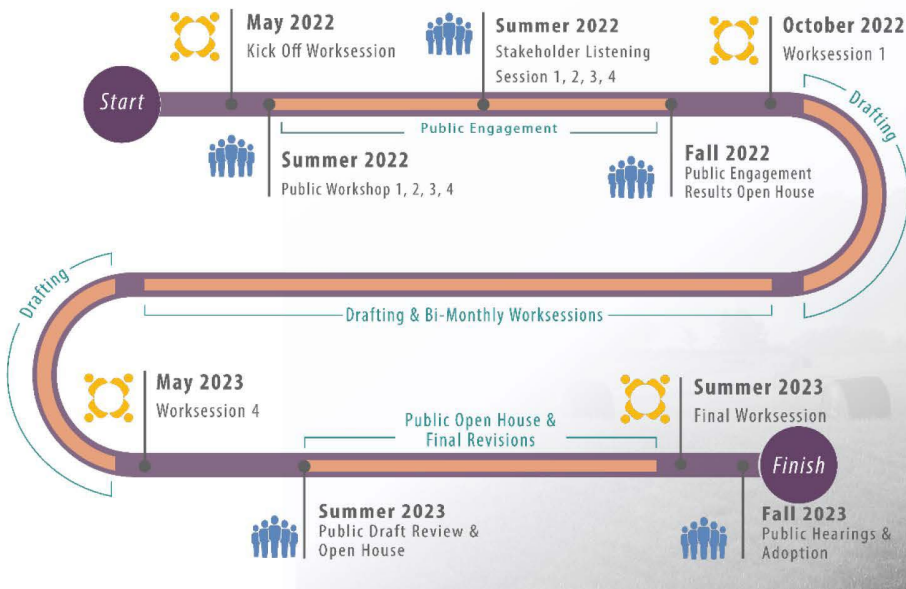 May 2022
Kick Off Worksession
Summer 2022
Stakeholder Listening
Session 1, 2, 3, 4
October 2022
Worksession 1
Start
Public Engagement
Drafting
Summer 2022
Public Workshop 1, 2, 3, 4
Fall 2022
Public Engagement
Results Open House
Drafting
Drafting & Bi-Monthly Worksessions
May 2023
Worksession 4
Public Open House &
Final Revisions
Summer 2023
Final Worksession
Finish
Summer 2023
Public Draft Review &
Open House
Fall 2023
Public Hearings &
Adoption